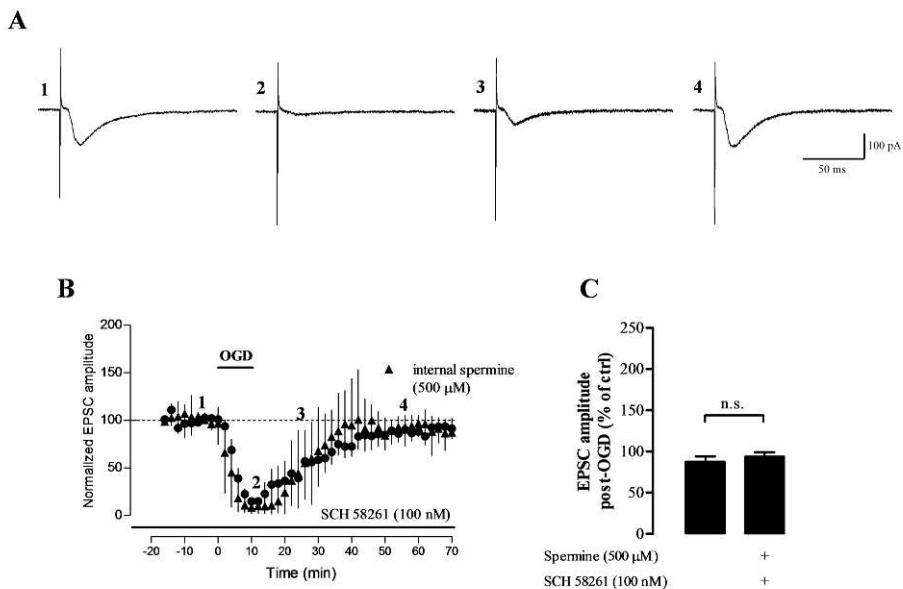 A
1
2
3
4
100 pA
50 ms
B
Normalized EPSC amplitude
200
150
100
50
0
OGD
1
2
3
4
▲ internal spermine
(500 µM)
SCH 58261 (100 nM)
-20 -10 0 10 20 30 40 50 60 70
Time (min)
C
EPSC amplitude
post-OGD (% of ctrl)
250
200
150
100
50
0
n.s.
Spermine (500 µM) +
SCH 58261 (100 nM) +